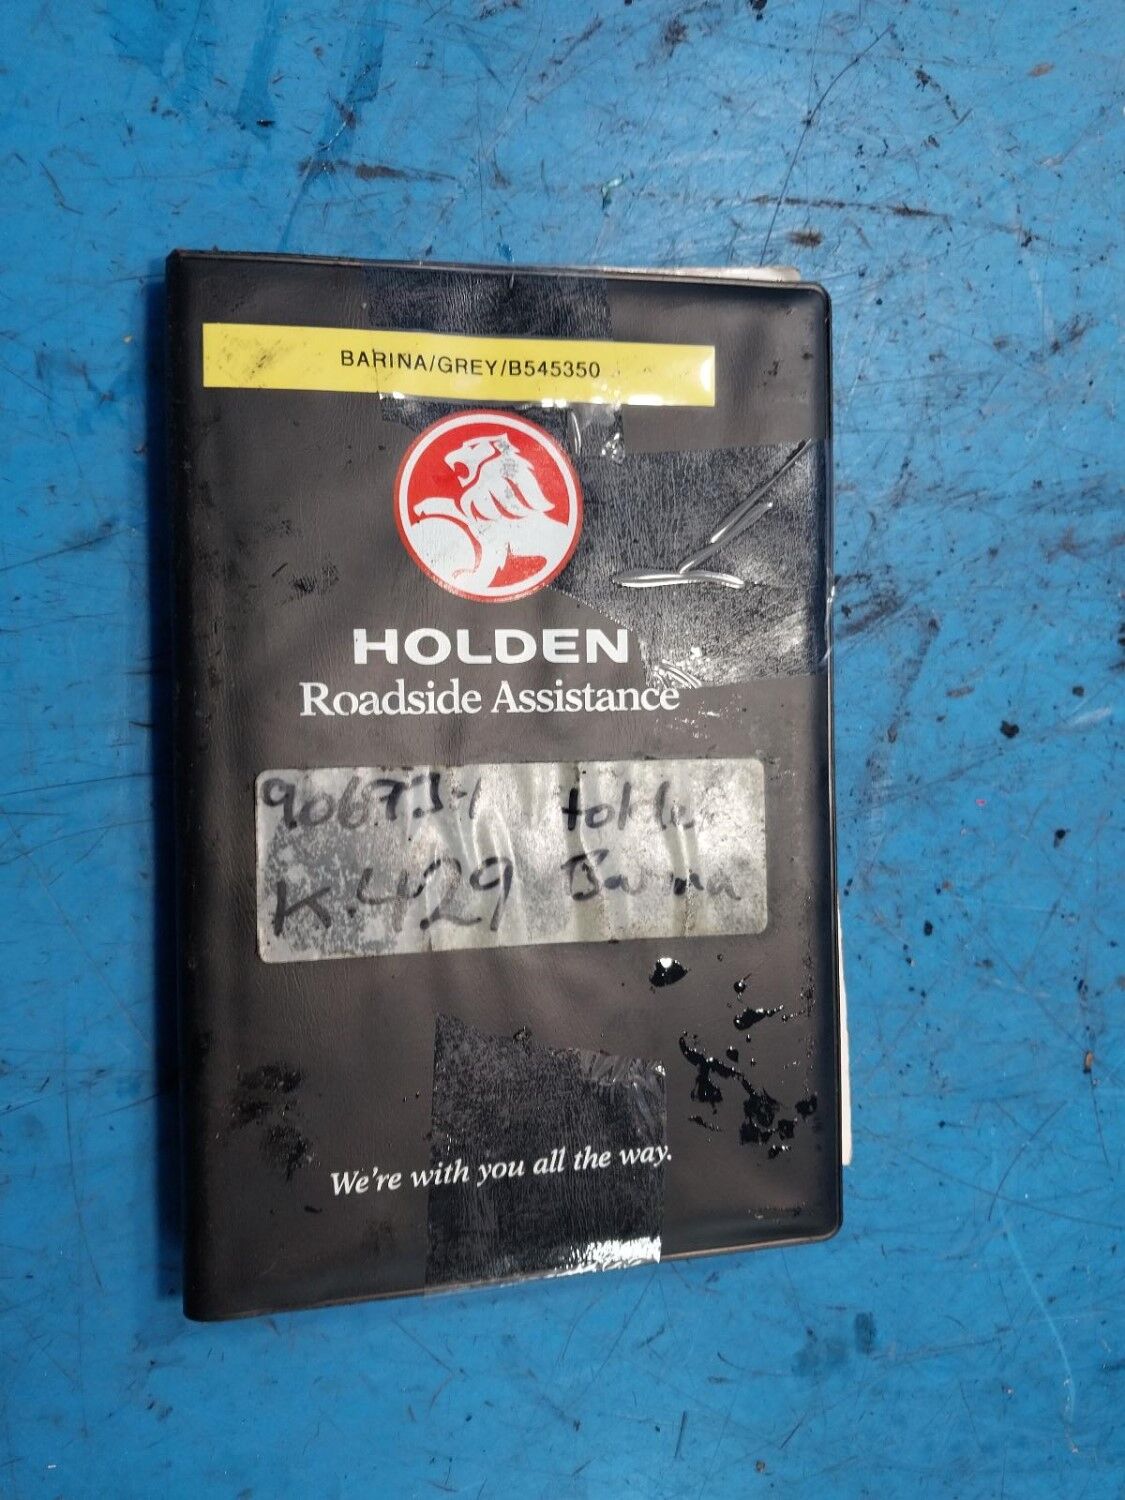 BARINA/GREY/B545350
HOLDEN
Roadside Assistance
K429
We're with you all the way.